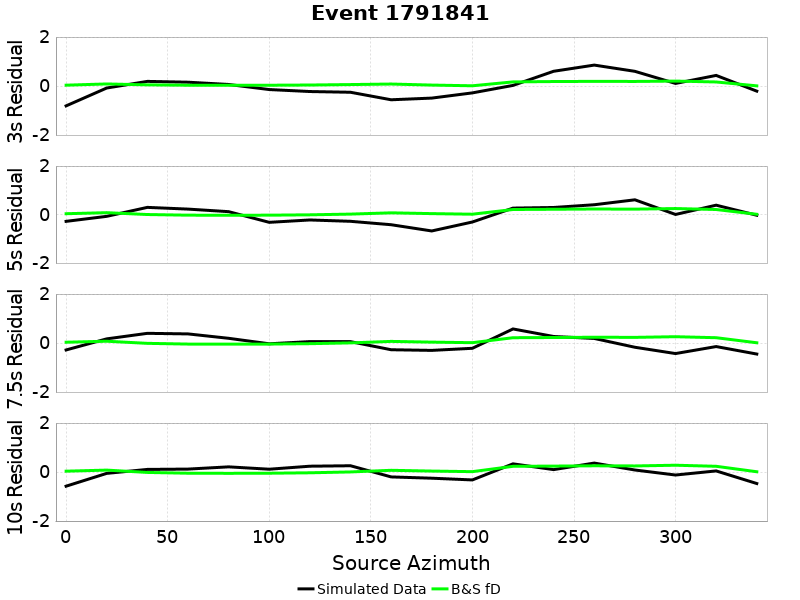 Event 1791841
3s Residual
2
0
-2
5s Residual
2
0
-2
7.5s Residual
2
0
-2
10s Residual
2
0
-2
0 50 100 150 200 250 300
Source Azimuth
Simulated Data B&S fD